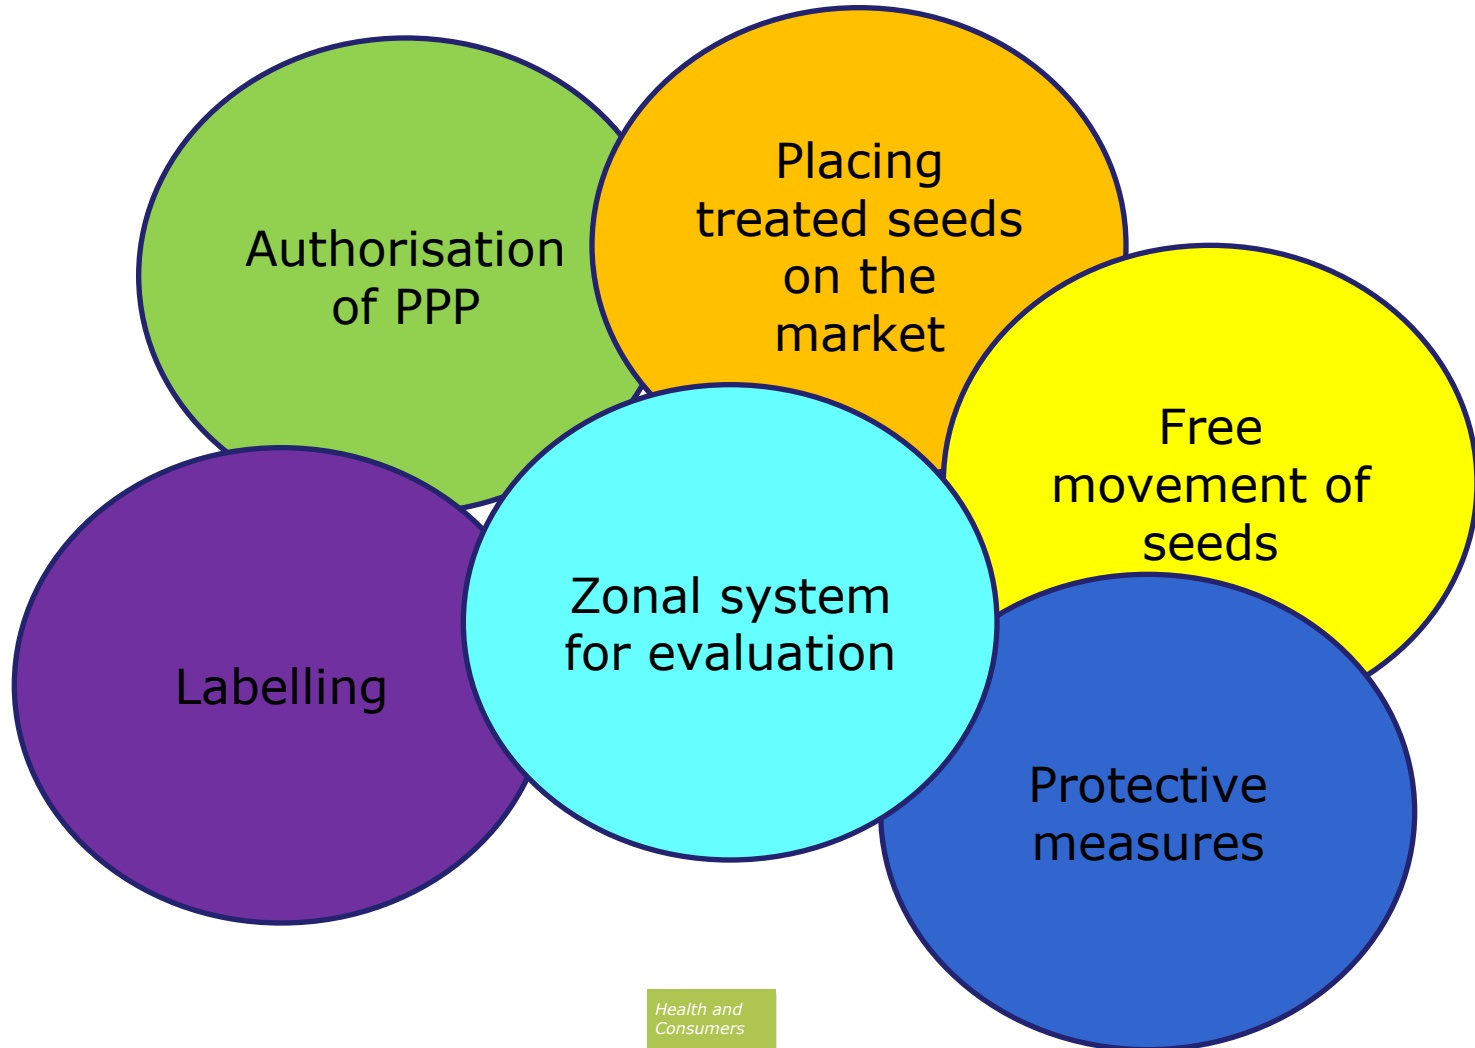 Authorisation
of PPP
Placing
treated seeds
on the
market
Free
movement of
seeds
Zonal system
for evaluation
Labelling
Protective
measures
Health and
Consumers